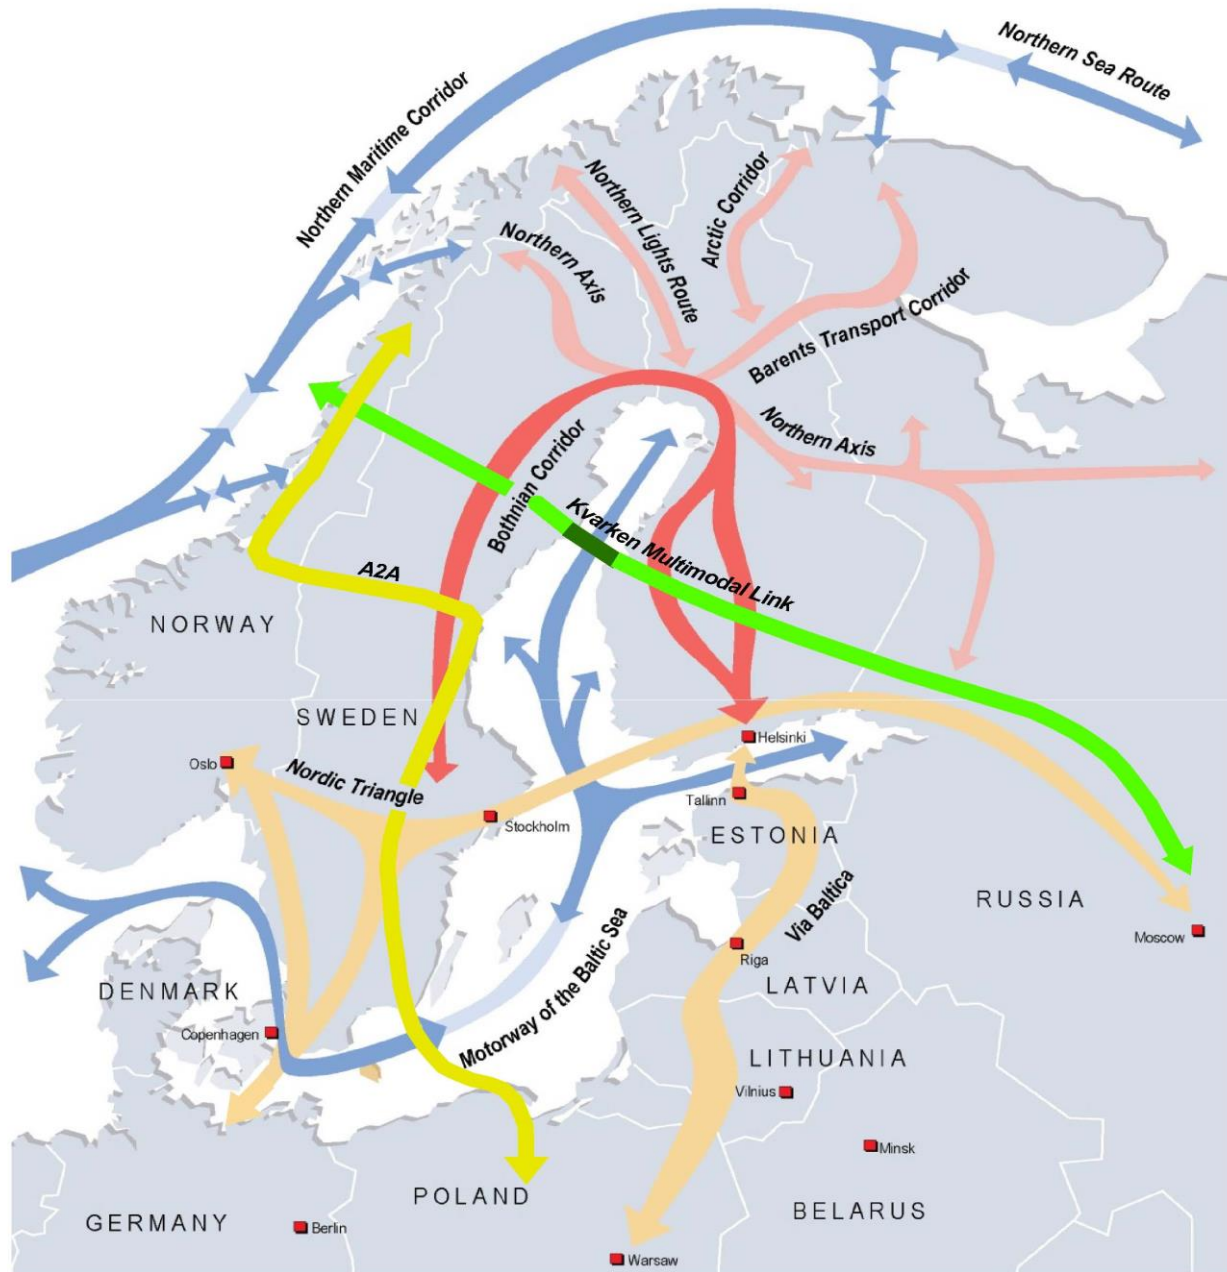 Northern Sea Route
Northern Maritime Corridor
Northern Lights Route
Arctic Corridor
Northern Axis
Barents Transport Corridor
Northern Axis
Bothnian Corridor
Kvarken Multimodal Link
A2A
NORWAY
SWEDEN
Helsinki
Oslo
Nordic Triangle
Tallinn
Stockholm
ESTONIA
RUSSIA
Via Baltica
Moscow
Riga
Motorway of the Baltic Sea
DENMARK
LATVIA
Copenhagen
LITHUANIA
Vilnius
Minsk
POLAND
BELARUS
GERMANY
Berlin
Warsaw